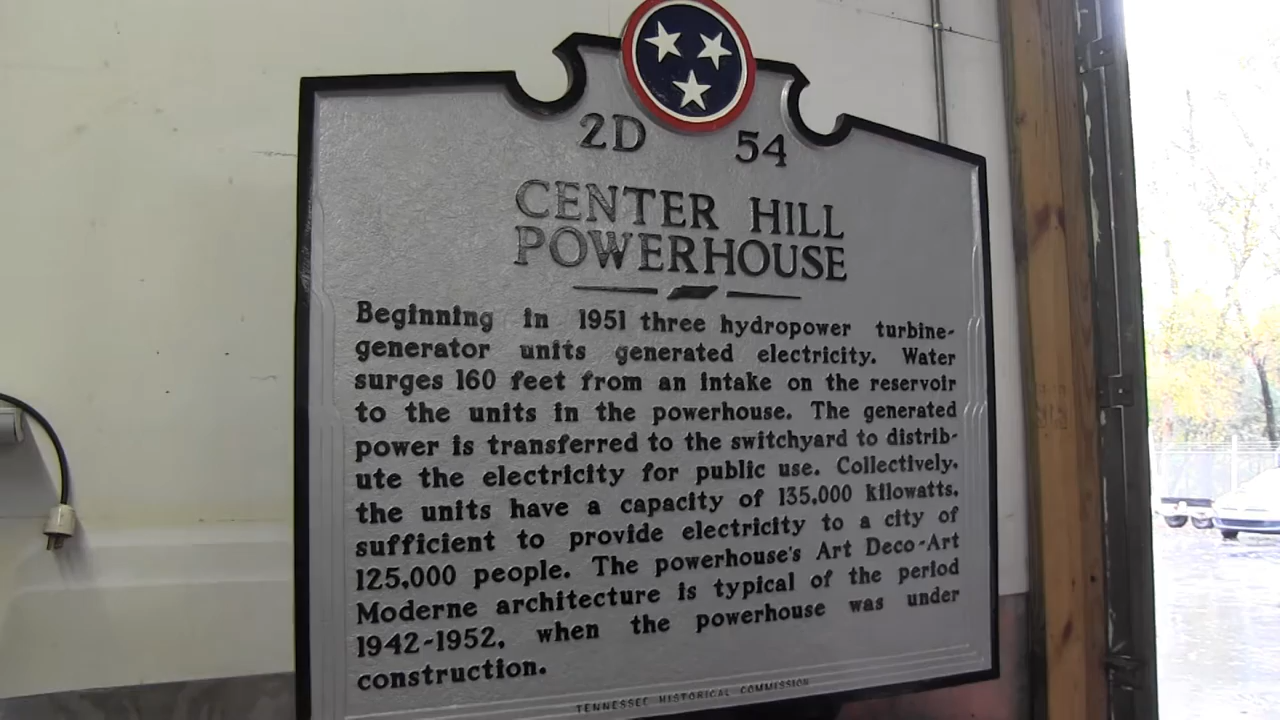 2D 54
CENTER HILL
POWERHOUSE
Beginning in 1951 three hydropower turbine-
generator units generated electricity. Water
surges 160 feet from an intake on the reservoir
to the units in the powerhouse. The generated
power is transferred to the switchyard to distrib-
ute the electricity for public use. Collectively,
the units have a capacity of 135,000 kilowatts,
sufficient to provide electricity to a city of
125,000 people. The powerhouse's Art Deco-Art
Moderne architecture is typical of the period
1942-1952, when the powerhouse was under
construction.
TENNESSEE HISTORICAL COMMISSION